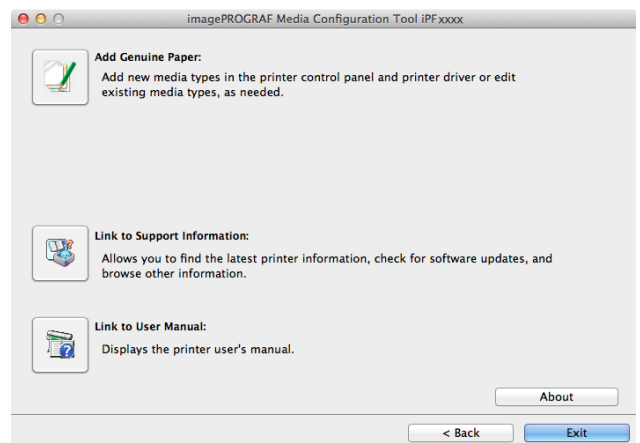 imagePROGRAF Media Configuration Tool iPFxxxx
Add Genuine Paper:
Add new media types in the printer control panel and printer driver or edit
existing media types, as needed.
Link to Support Information:
Allows you to find the latest printer information, check for software updates, and
browse other information.
Link to User Manual:
Displays the printer user's manual.
About
< Back
Exit